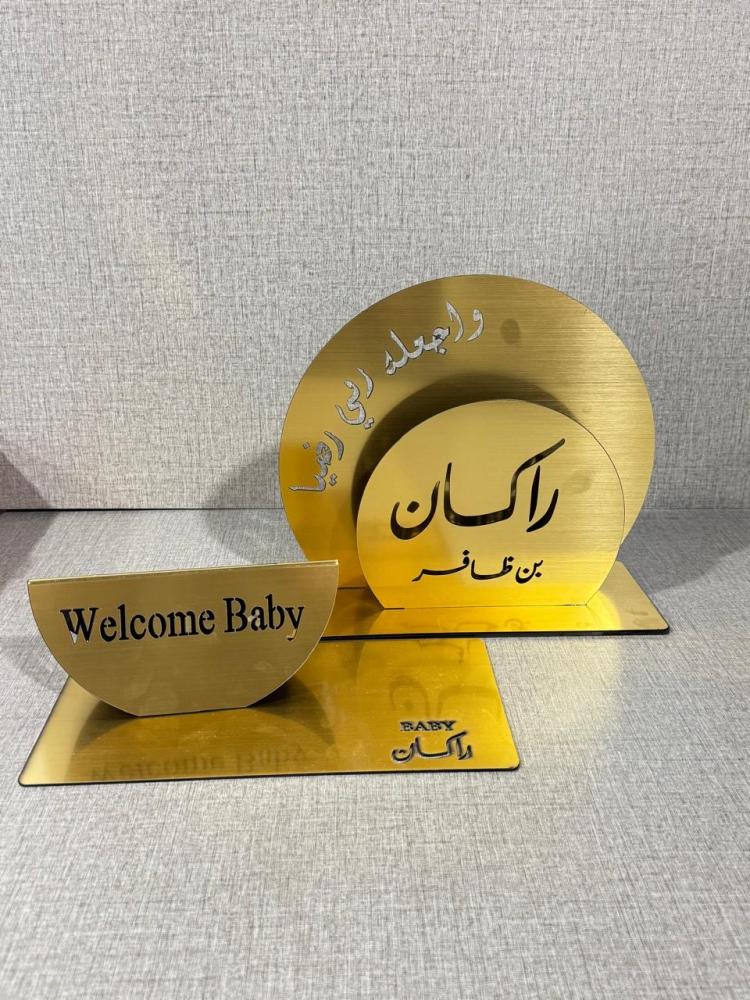 واجعله ربي رضيا
راكان
بن ظافر
Welcome Baby
BABY
راكان